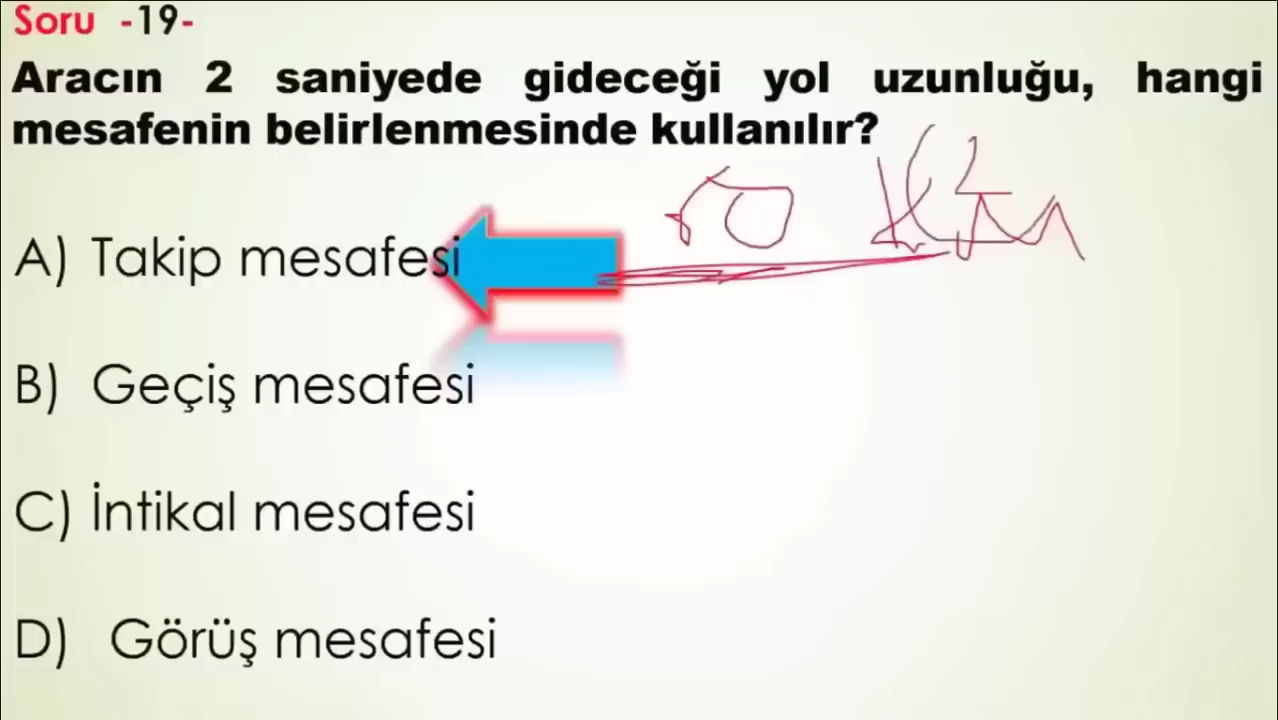 Soru -19-
Aracın 2 saniyede gideceği yol uzunluğu, hangi
mesafenin belirlenmesinde kullanılır?
A) Takip mesafesi
B) Geçiş mesafesi
C) İntikal mesafesi
D) Görüş mesafesi